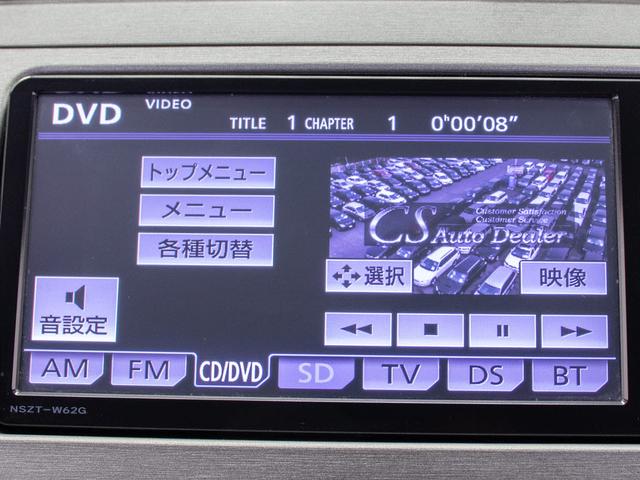 DVD VIDEO
TITLE 1 CHAPTER 1 0ʰ00'08”
トップメニュー
メニュー
各種切替
CS Customer Satisfaction
Customer Service
Auto Dealer
選択 映像
音設定
AM FM CD/DVD SD TV DS BT
NSZT-W62G